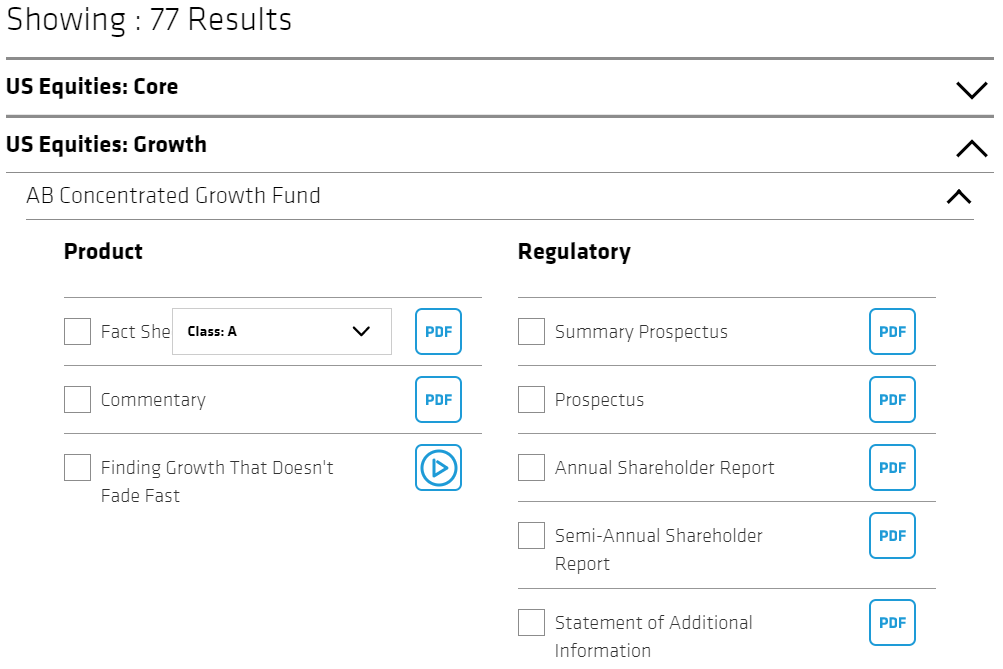 Showing : 77 Results
US Equities: Core
US Equities: Growth
AB Concentrated Growth Fund
Product
Fact She
Class: A
PDF
Commentary
PDF
Finding Growth That Doesn't
Fade Fast
Regulatory
Summary Prospectus
PDF
Prospectus
PDF
Annual Shareholder Report
PDF
Semi-Annual Shareholder
Report
PDF
Statement of Additional
Information
PDF